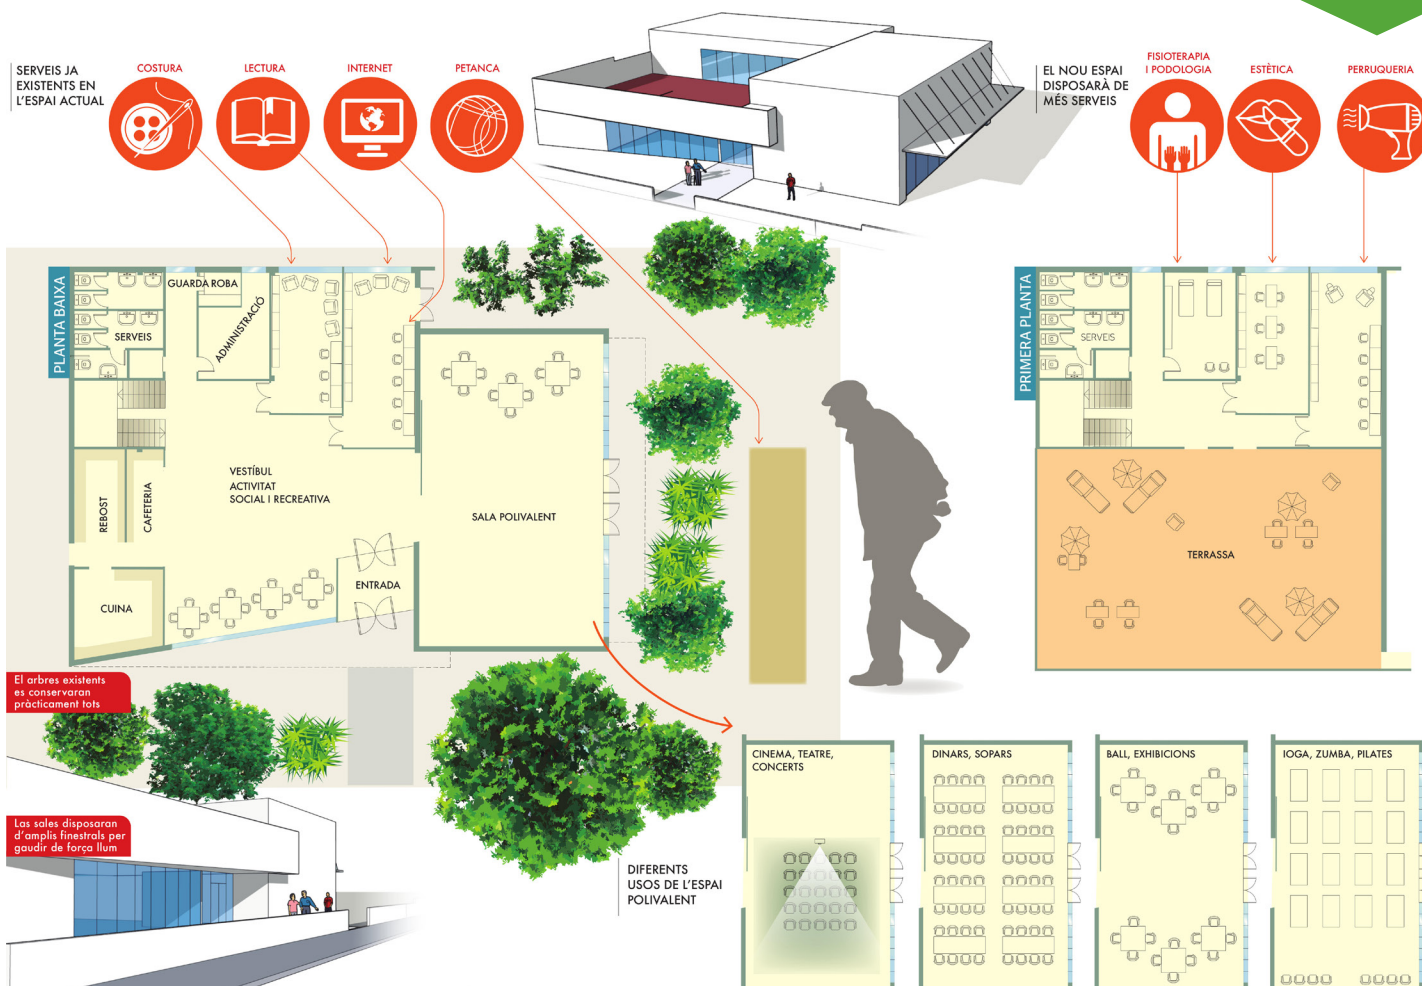 SERVEIS JA
EXISTENTS EN
L'ESPAI ACTUAL
COSTURA
LECTURA
INTERNET
PETANCA
EL NOU ESPAI
DISPOSARÀ DE
MÉS SERVEIS
FISIOTERAPIA
I PODOLOGIA
ESTÈTICA
PERRUQUERIA
PLANTA BAIXA
GUARDA ROBA
ADMINISTRACIÓ
SERVEIS
VESTÍBUL
ACTIVITAT
SOCIAL I RECREATIVA
REBOST
CAFETERIA
CUINA
ENTRADA
SALA POLIVALENT
PRIMERA PLANTA
SERVEIS
TERRASSA
El arbres existents
es conservaran
pràcticament tots
Las sales disposaran
d'amplis finestrals per
gaudir de força llum
DIFERENTS
USOS DE L'ESPAI
POLIVALENT
CINEMA, TEATRE,
CONCERTS
DINARS, SOPARS
BALL, EXHIBICIONS
IOGA, ZUMBA, PILATES